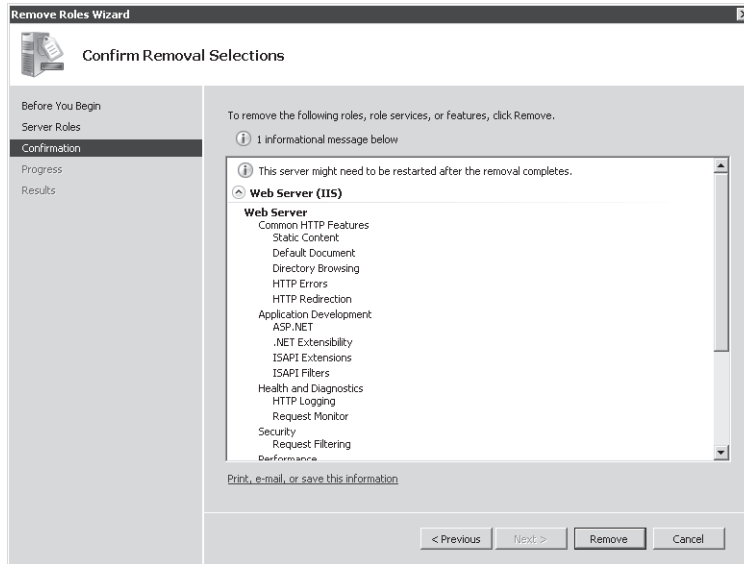 Remove Roles Wizard
Confirm Removal Selections
Before You Begin
Server Roles
Confirmation
Progress
Results
To remove the following roles, role services, or features, click Remove.
1 informational message below
This server might need to be restarted after the removal completes.
Web Server (IIS)
Web Server
Common HTTP Features
Static Content
Default Document
Directory Browsing
HTTP Errors
HTTP Redirection
Application Development
ASP.NET
.NET Extensibility
ISAPI Extensions
ISAPI Filters
Health and Diagnostics
HTTP Logging
Request Monitor
Security
Request Filtering
Performance
Print, e-mail, or save this information
< Previous
Next >
Remove
Cancel